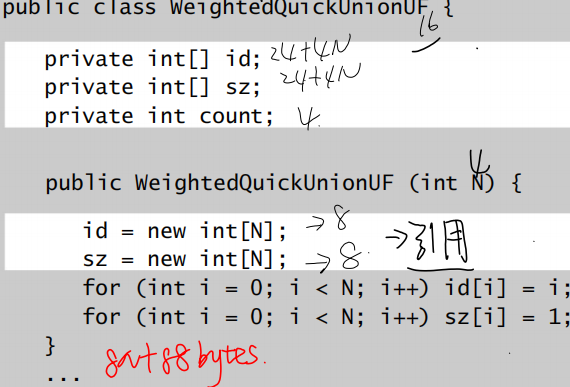 public class WeightedQuickUnionUF {
16
private int[] id; 24+4N
private int[] sz; 24+4N
private int count; 4
4
public WeightedQuickUnionUF (int N) {
id = new int[N]; →8
sz = new int[N]; →8 →引用
for (int i = 0; i < N; i++) id[i] = i;
for (int i = 0; i < N; i++) sz[i] = 1;
}
8N+88 bytes.
...